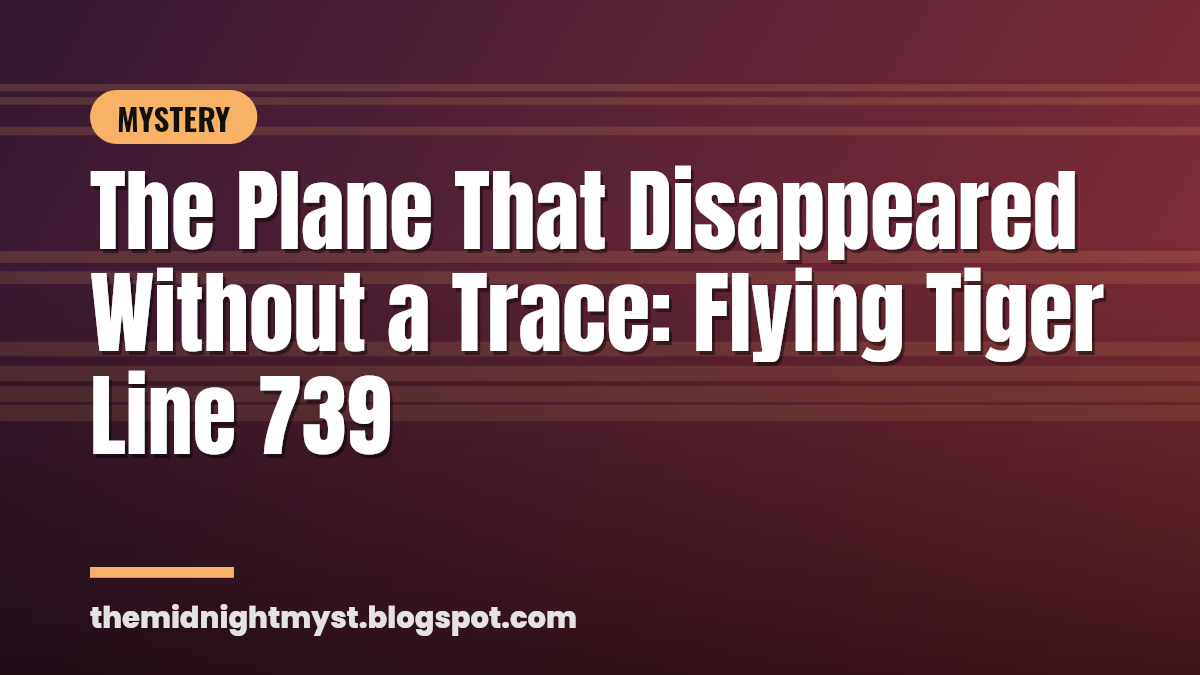 MYSTERY
The Plane That Disappeared
Without a Trace: Flying Tiger
Line 739
themidnightmyst.blogspot.com